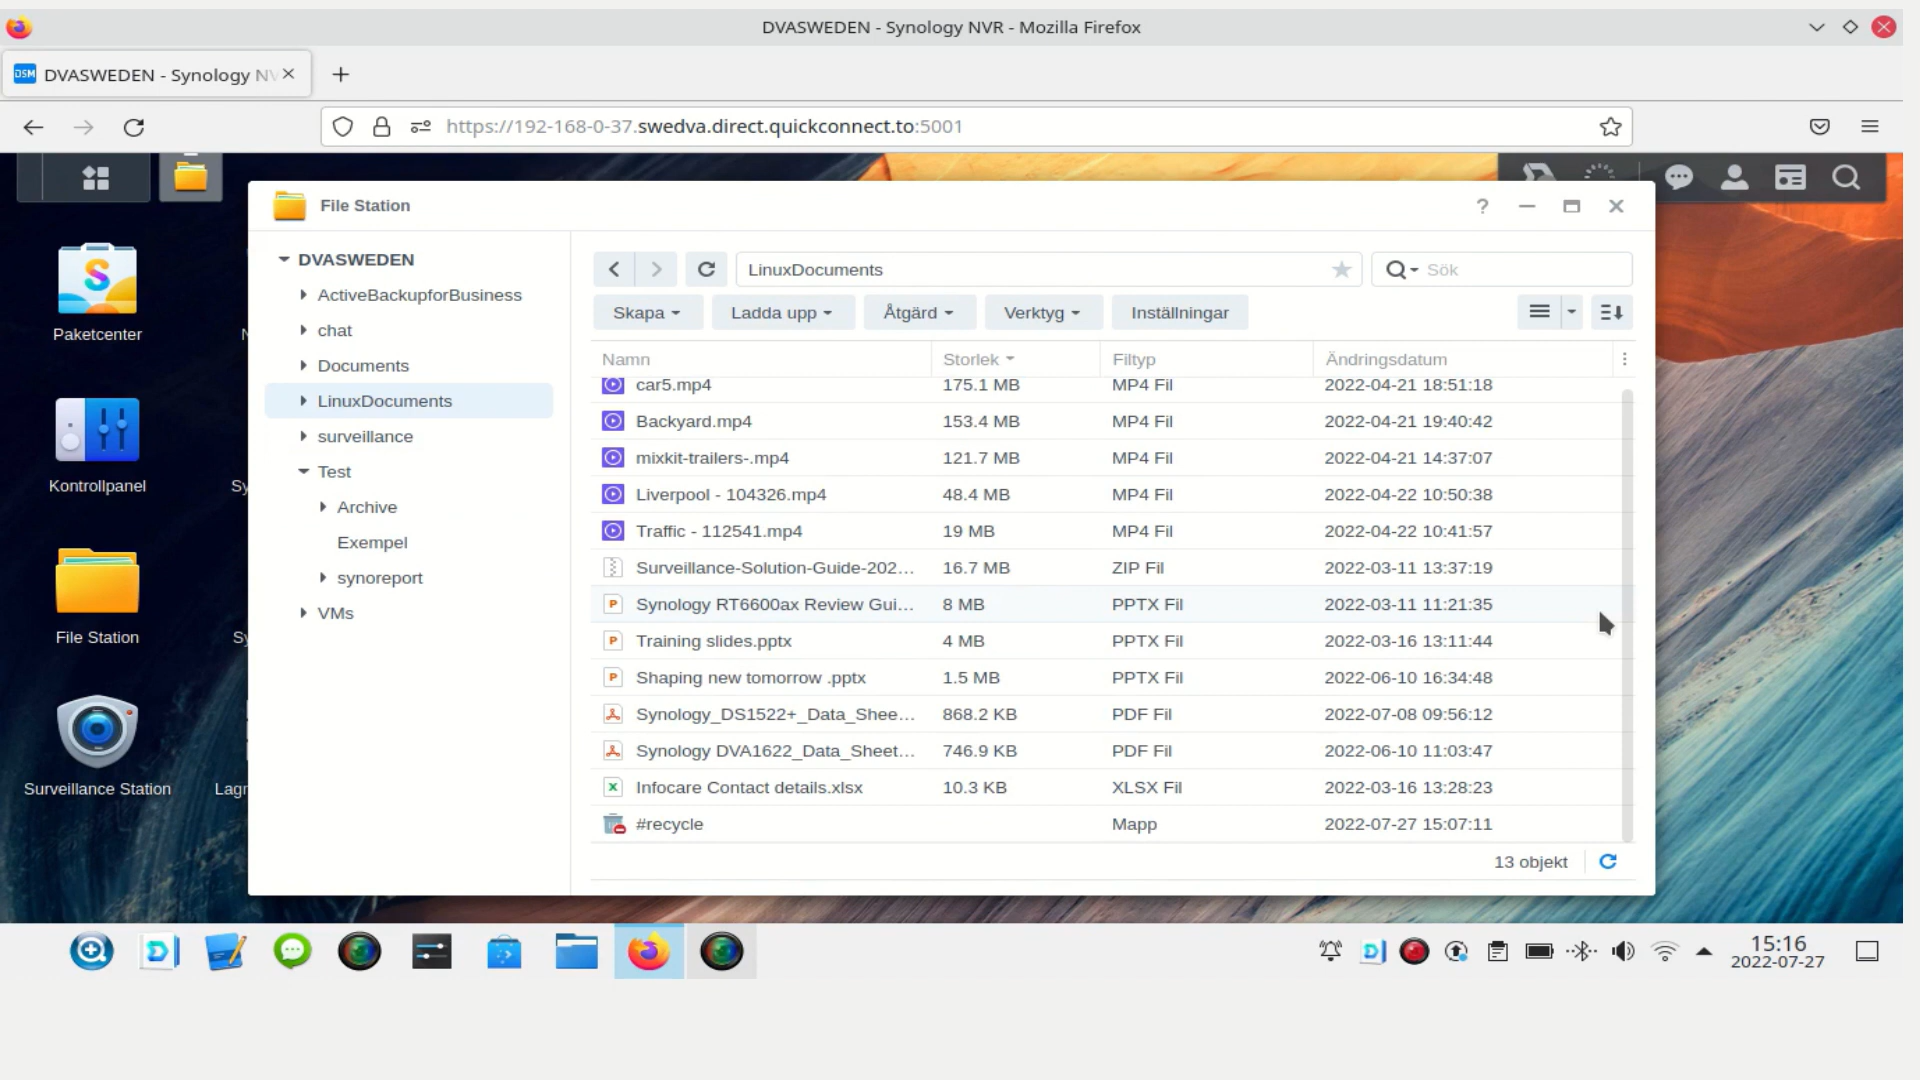 DVASWEDEN - Synology NVR - Mozilla Firefox
DSM DVASWEDEN - Synology NV
https://192-168-0-37.swedva.direct.quickconnect.to:5001
File Station
DVASWEDEN
ActiveBackupforBusiness
chat
Documents
LinuxDocuments
surveillance
Test
Archive
Exempel
synoreport
VMs
LinuxDocuments
Sök
Skapa
Ladda upp
Åtgärd
Verktyg
Inställningar
Namn Storlek Filtyp Ändringsdatum
car5.mp4 175.1 MB MP4 Fil 2022-04-21 18:51:18
Backyard.mp4 153.4 MB MP4 Fil 2022-04-21 19:40:42
mixkit-trailers-.mp4 121.7 MB MP4 Fil 2022-04-21 14:37:07
Liverpool - 104326.mp4 48.4 MB MP4 Fil 2022-04-22 10:50:38
Traffic - 112541.mp4 19 MB MP4 Fil 2022-04-22 10:41:57
Surveillance-Solution-Guide-202... 16.7 MB ZIP Fil 2022-03-11 13:37:19
Synology RT6600ax Review Gui... 8 MB PPTX Fil 2022-03-11 11:21:35
Training slides.pptx 4 MB PPTX Fil 2022-03-16 13:11:44
Shaping new tomorrow .pptx 1.5 MB PPTX Fil 2022-06-10 16:34:48
Synology_DS1522+_Data_Shee... 868.2 KB PDF Fil 2022-07-08 09:56:12
Synology DVA1622_Data_Sheet... 746.9 KB PDF Fil 2022-06-10 11:03:47
Infocare Contact details.xlsx 10.3 KB XLSX Fil 2022-03-16 13:28:23
#recycle Mapp 2022-07-27 15:07:11
13 objekt
Paketcenter
Kontrollpanel
Sy
File Station
Sy
Surveillance Station
Lagr
15:16
2022-07-27